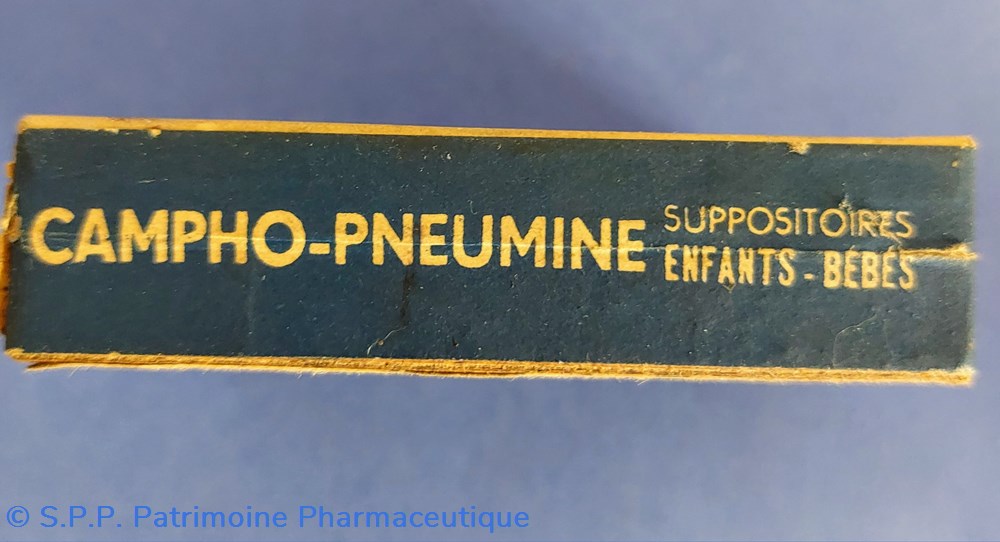 CAMPHO-PNEUMINE
SUPPOSITOIRES
ENFANTS - BÉBÉS
© S.P.P. Patrimoine Pharmaceutique